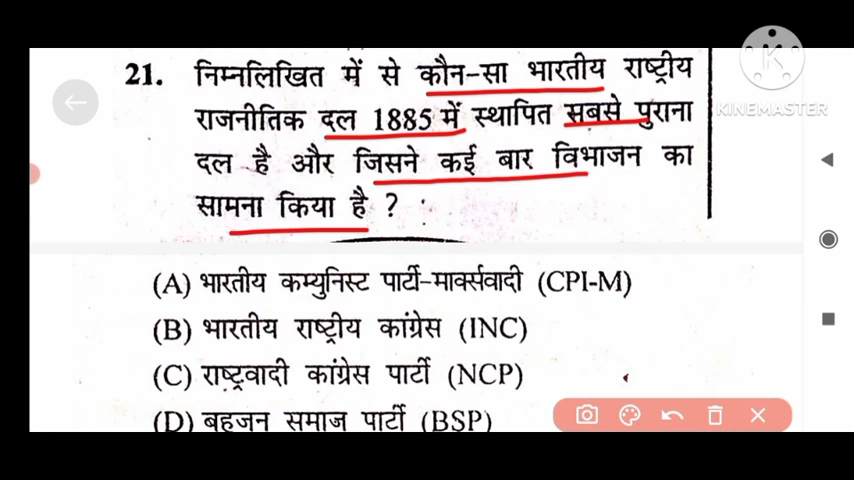 21. निम्नलिखित में से कौन-सा भारतीय राष्ट्रीय
राजनीतिक दल 1885 में स्थापित सबसे पुराना
दल है और जिसने कई बार विभाजन का
सामना किया है ?
(A) भारतीय कम्युनिस्ट पार्टी-मार्क्सवादी (CPI-M)
(B) भारतीय राष्ट्रीय कांग्रेस (INC)
(C) राष्ट्रवादी कांग्रेस पार्टी (NCP)
(D) बहुजन समाज पार्टी (BSP)
K
KINEMASTER